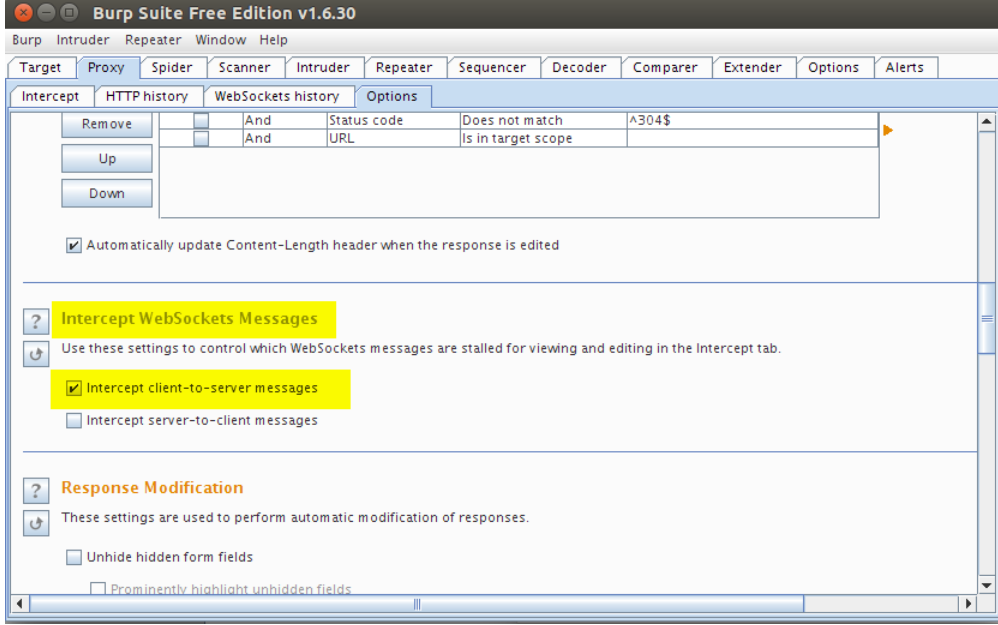 Burp Suite Free Edition v1.6.30
Burp Intruder Repeater Window Help
Target Proxy Spider Scanner Intruder Repeater Sequencer Decoder Comparer Extender Options Alerts
Intercept HTTP history WebSockets history Options
Remove And Status code Does not match ^304$
And URL Is in target scope
Up
Down
Automatically update Content-Length header when the response is edited
? Intercept WebSockets Messages
Use these settings to control which WebSockets messages are stalled for viewing and editing in the Intercept tab.
Intercept client-to-server messages
Intercept server-to-client messages
? Response Modification
These settings are used to perform automatic modification of responses.
Unhide hidden form fields
Prominently highlight unhidden fields